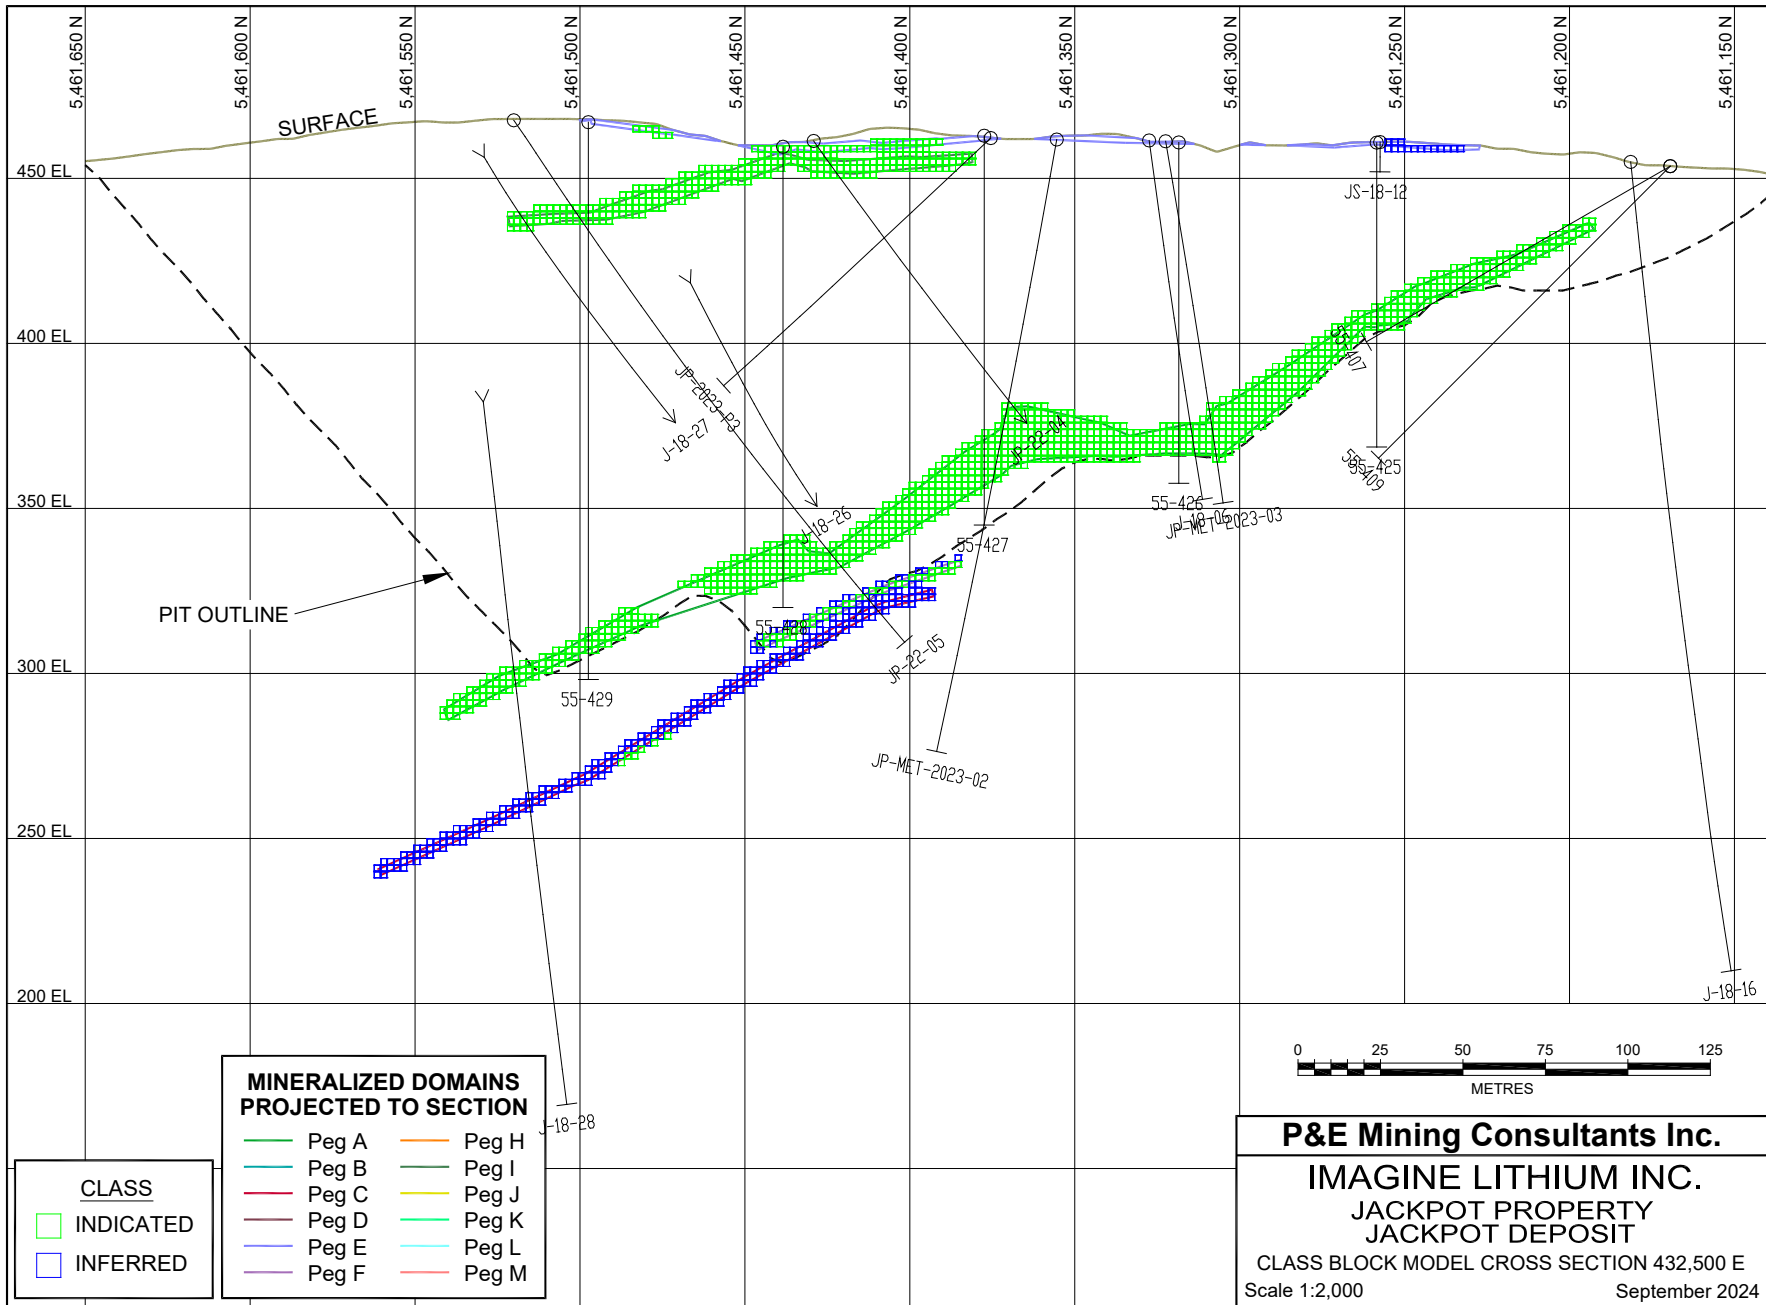 5,461,650 N
5,461,600 N
5,461,550 N
5,461,500 N
5,461,450 N
5,461,400 N
5,461,350 N
5,461,300 N
5,461,250 N
5,461,200 N
5,461,150 N
SURFACE
450 EL
JS-18-12
400 EL
55-407
JP-2023-P3
J-18-27
JP-22-04
55-425
55-409
350 EL
J-18-26
55-426
J-18-06
JP-MET-2023-03
55-427
PIT OUTLINE
55-428
JP-22-05
300 EL
55-429
JP-MET-2023-02
250 EL
200 EL
J-18-16
J-18-28
0 25 50 75 100 125
METRES
MINERALIZED DOMAINS
PROJECTED TO SECTION
Peg A
Peg B
Peg C
Peg D
Peg E
Peg F
Peg H
Peg I
Peg J
Peg K
Peg L
Peg M
CLASS
INDICATED
INFERRED
P&E Mining Consultants Inc.
IMAGINE LITHIUM INC.
JACKPOT PROPERTY
JACKPOT DEPOSIT
CLASS BLOCK MODEL CROSS SECTION 432,500 E
Scale 1:2,000 September 2024